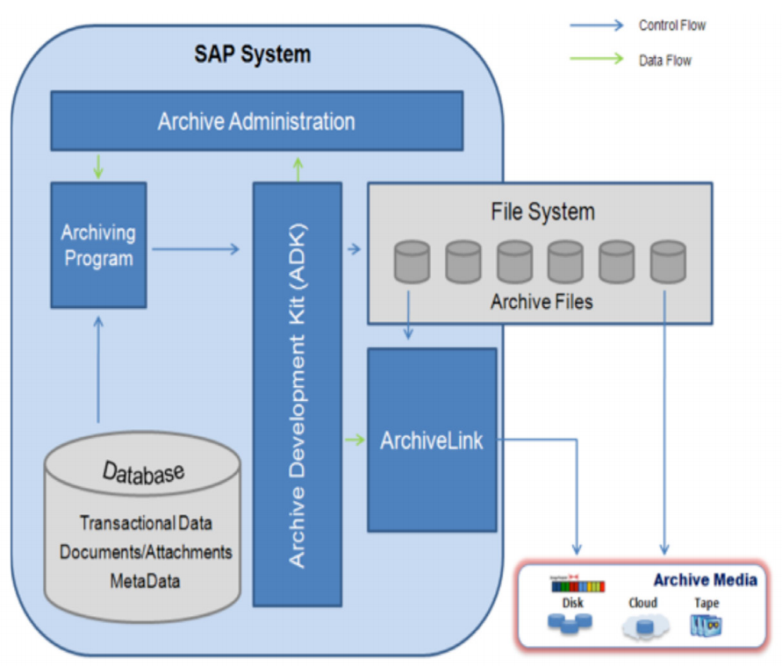 Control Flow
SAP System
Data Flow
Archive Administration
Archiving
Program
Archive Development Kit (ADK)
File System
Archive Files
ArchiveLink
Database
Transactional Data
Documents/Attachments
MetaData
Archive Media
Disk
Cloud
Tape